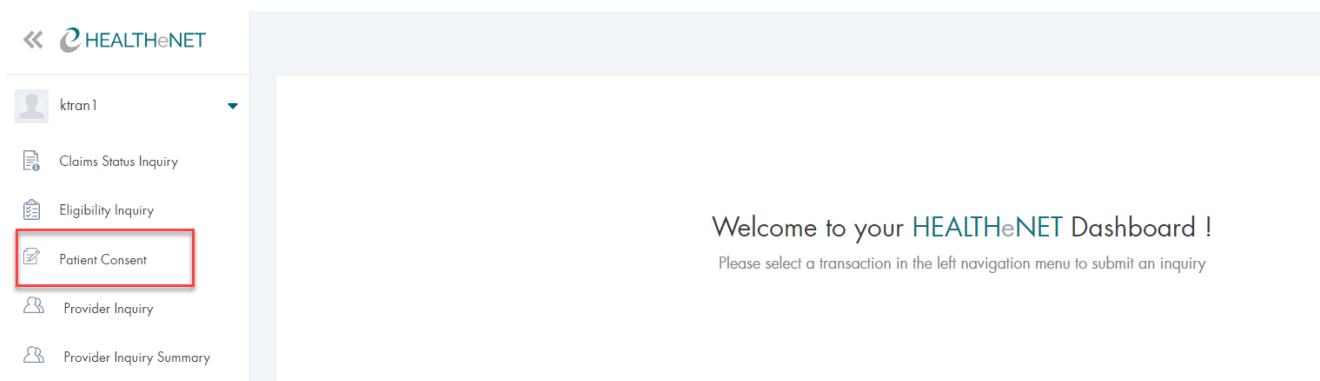 HEALTHeNET
ktran1
Claims Status Inquiry
Eligibility Inquiry
Patient Consent
Provider Inquiry
Provider Inquiry Summary
Welcome to your HEALTHeNET Dashboard !
Please select a transaction in the left navigation menu to submit an inquiry